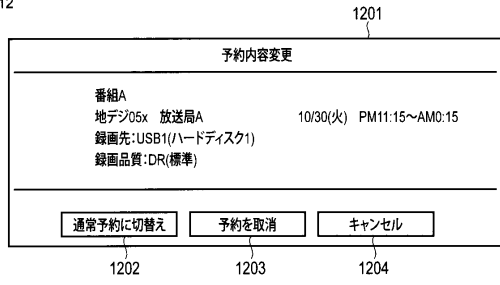 12
1201
予約内容変更
番組A
地デジ05x 放送局A 10/30(火) PM11:15～AM0:15
録画先:USB1(ハードディスク1)
録画品質:DR(標準)
通常予約に切替え 予約を取消 キャンセル
1202 1203 1204